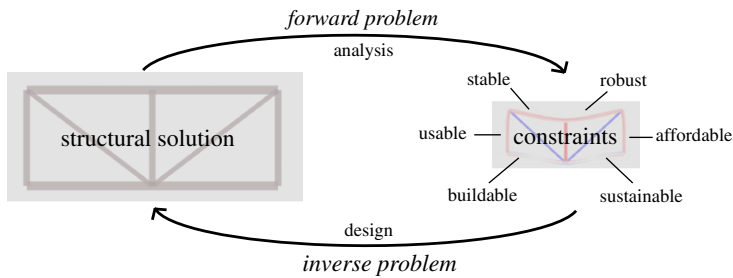 forward problem
analysis
stable
robust
structural solution
usable
constraints
affordable
buildable
sustainable
design
inverse problem